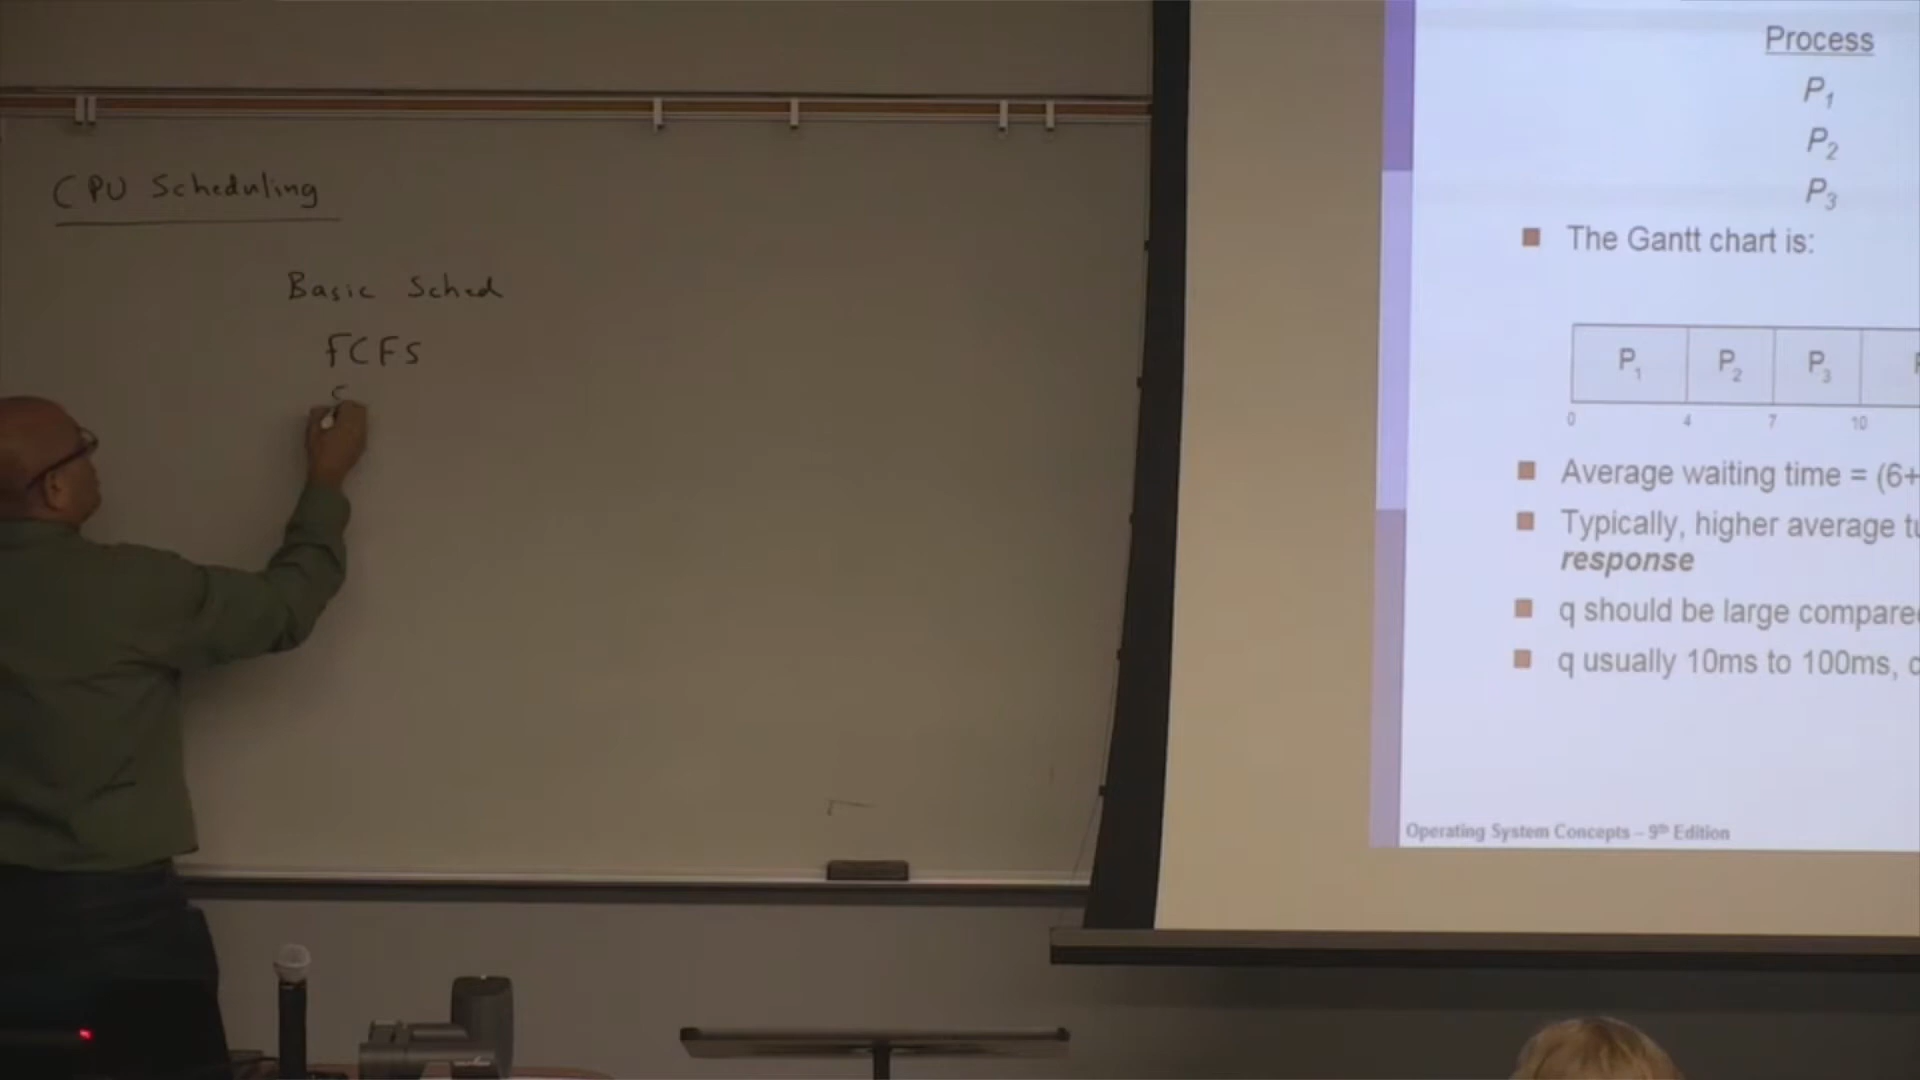 CPU Scheduling
Basic Sched
FCFS
S
Process
P1
P2
P3
The Gantt chart is:
P1 P2 P3
0 4 7 10
Average waiting time = (6+
Typically, higher average
response
q should be large
q usually 10ms to 100ms,
Operating System Concepts – 9th Edition